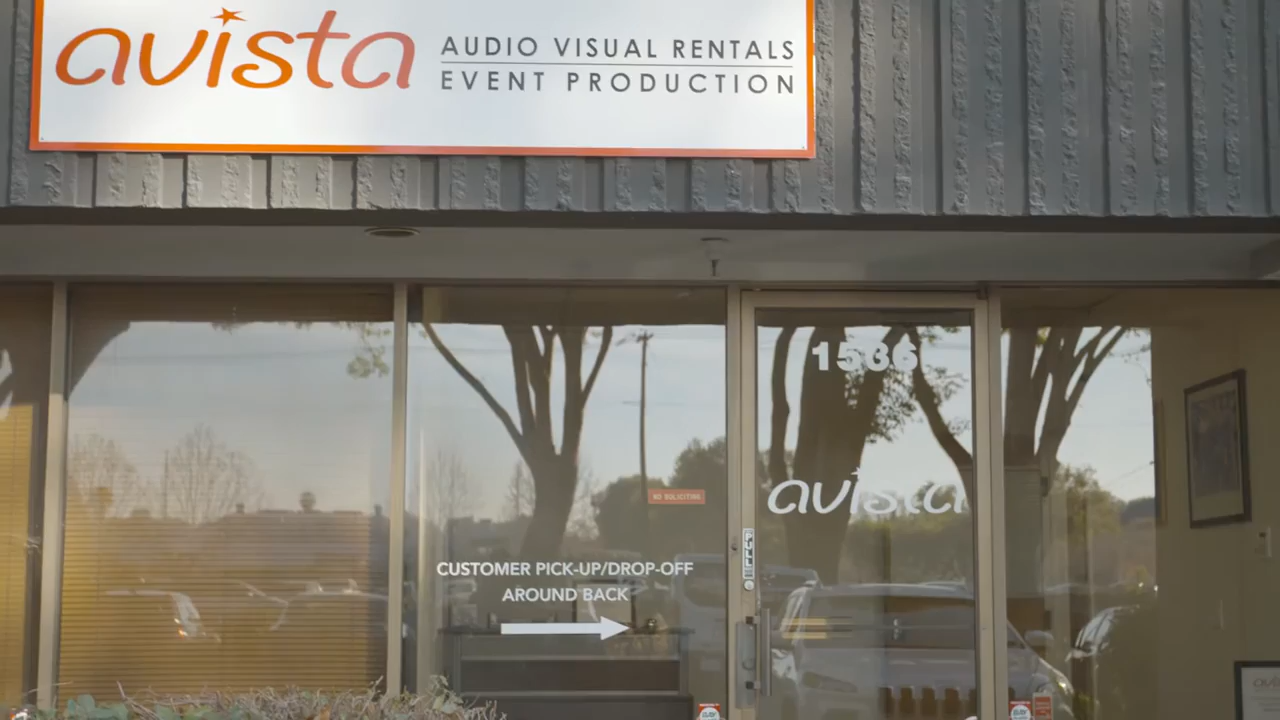 avista
AUDIO VISUAL RENTALS
EVENT PRODUCTION
1536
NO SOLICITING
avista
PULL
CUSTOMER PICK-UP/DROP-OFF
AROUND BACK